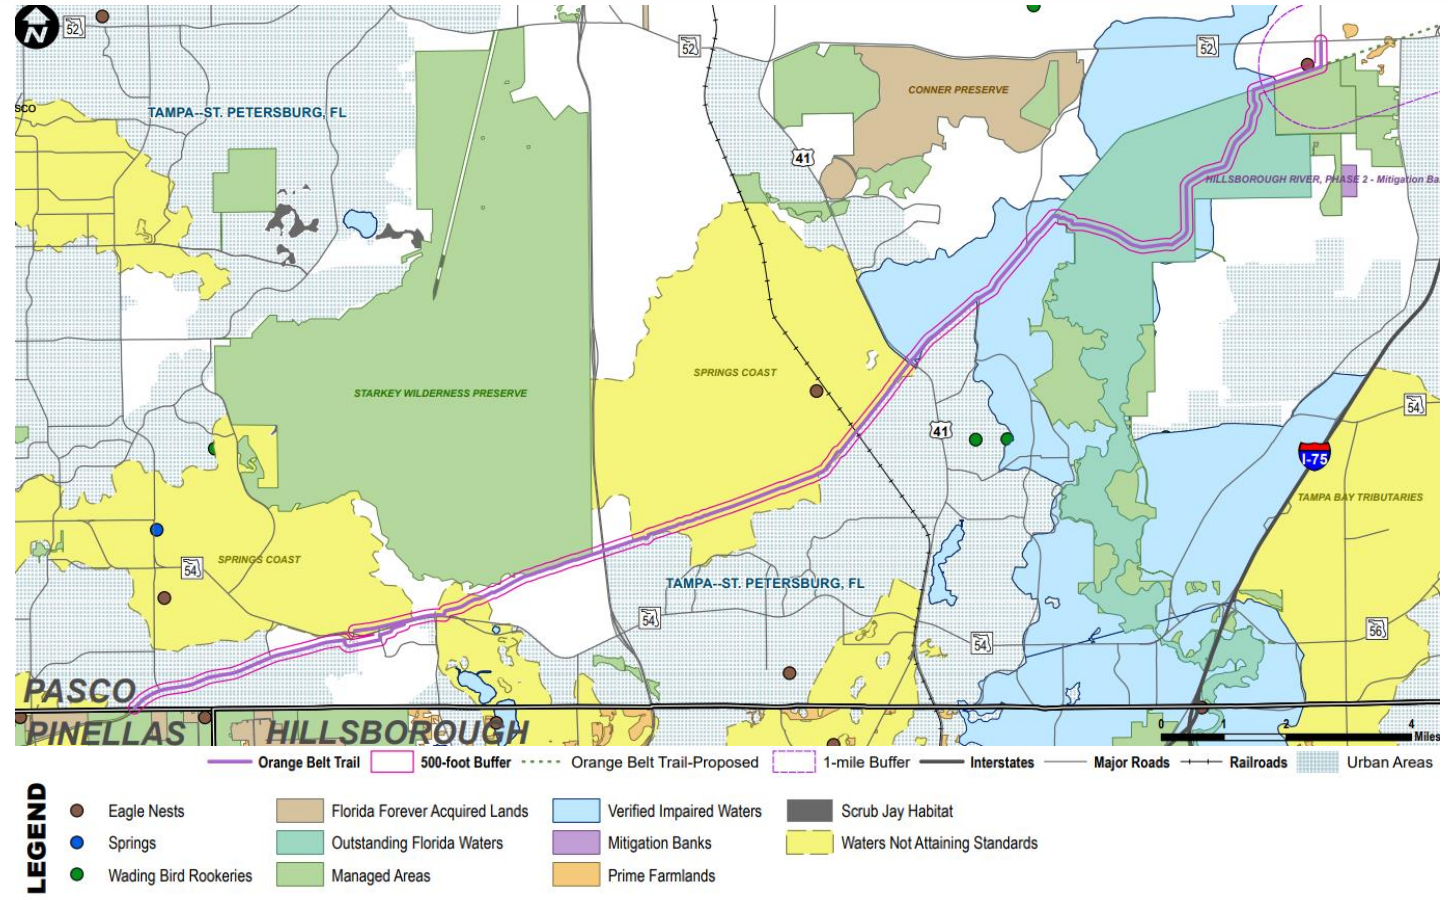 N
52
52
52
SCO
TAMPA--ST. PETERSBURG, FL
CONNER PRESERVE
41
HILLSBOROUGH RIVER, PHASE 2 - Mitigation Ba
STARKEY WILDERNESS PRESERVE
SPRINGS COAST
54
41
I-75
TAMPA BAY TRIBUTARIES
SPRINGS COAST
54
TAMPA--ST. PETERSBURG, FL
54
54
56
PASCO
PINELLAS
HILLSBOROUGH
0 1 2 4
Miles
Orange Belt Trail 500-foot Buffer Orange Belt Trail-Proposed 1-mile Buffer Interstates Major Roads Railroads Urban Areas
LEGEND
Eagle Nests Florida Forever Acquired Lands Verified Impaired Waters Scrub Jay Habitat
Springs Outstanding Florida Waters Mitigation Banks Waters Not Attaining Standards
Wading Bird Rookeries Managed Areas Prime Farmlands